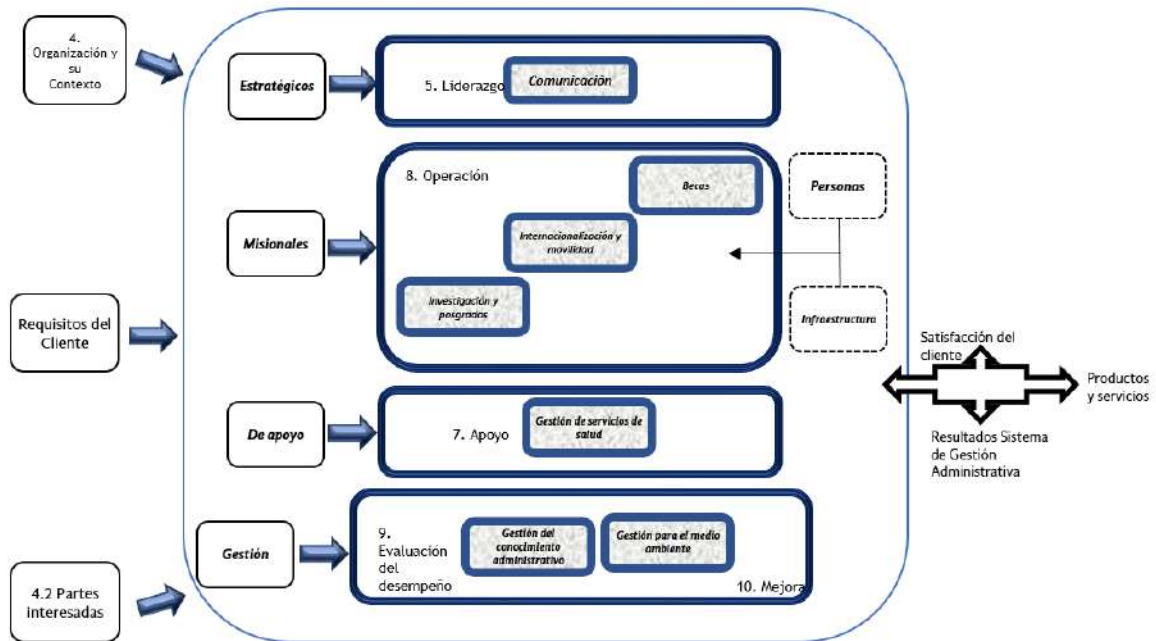 4.
Organización y
su
Contexto
Estratégicos
5. Liderazgo
Comunicación
8. Operación
Becas
Personas
Misionales
Internacionalización y
movilidad
Investigación y
posgrados
Infraestructura
Requisitos del
Cliente
Satisfacción del
cliente
Productos
y servicios
Resultados Sistema
de Gestión
Administrativa
De apoyo
7. Apoyo
Gestión de servicios de
salud
Gestión
9.
Evaluación
del
desempeño
Gestión del
conocimiento
administrativo
Gestión para el medio
ambiente
10. Mejora
4.2 Partes
interesadas